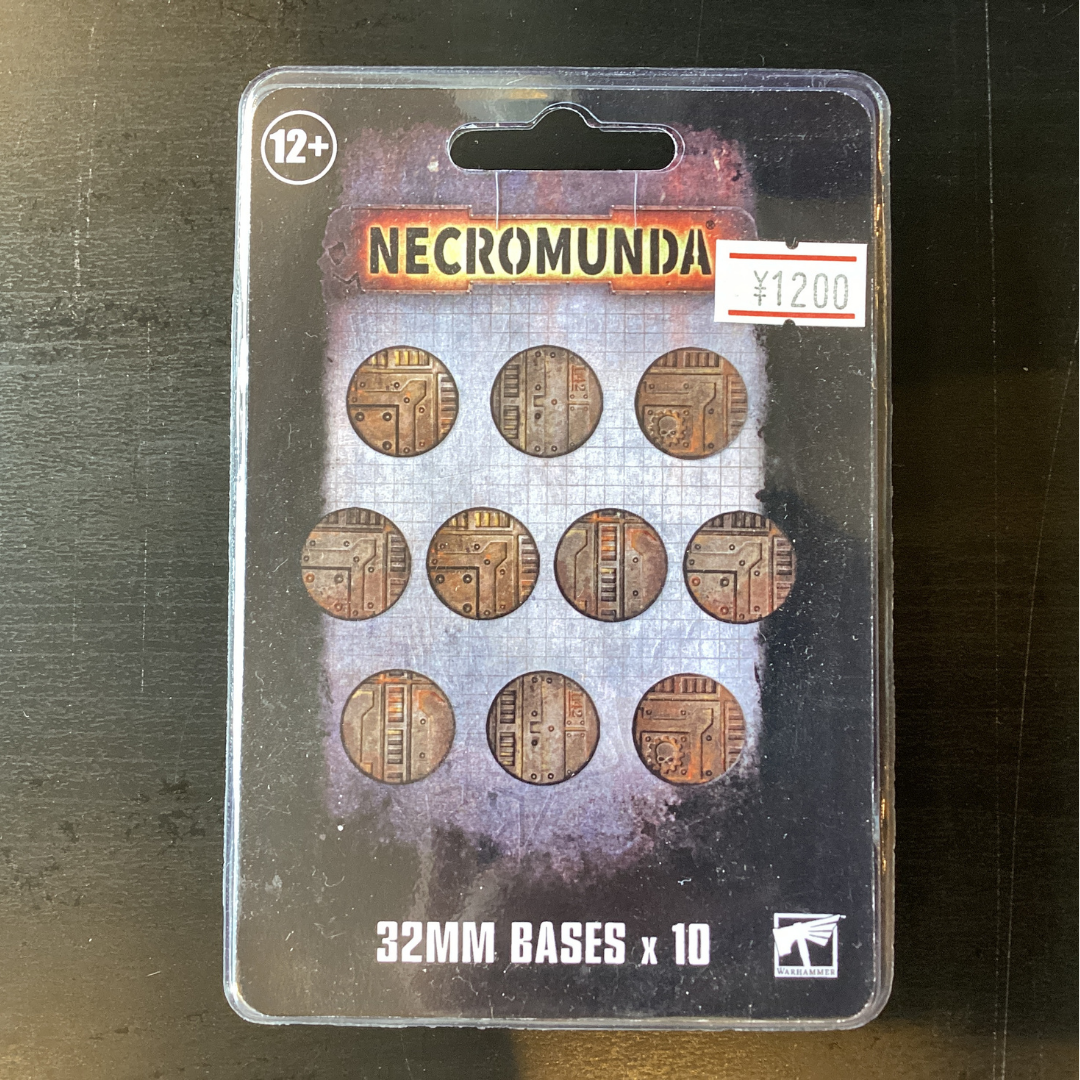 12+
NECROMUNDA®
¥1200
32MM BASES x 10
WARHAMMER